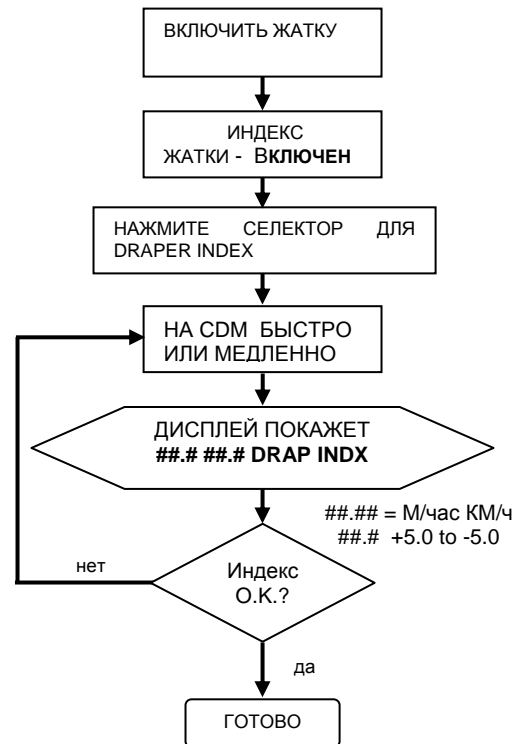 ВКЛЮЧИТЬ ЖАТКУ
ИНДЕКС
ЖАТКИ - ВКЛЮЧЕН
НАЖМИТЕ СЕЛЕКТОР ДЛЯ
DRAPER INDEX
НА CDM БЫСТРО
ИЛИ МЕДЛЕННО
ДИСПЛЕЙ ПОКАЖЕТ
##.# ##.# DRAP INDX
##.## = М/час КМ/ч
##.# +5.0 to -5.0
нет
Индекс
O.K.?
да
ГОТОВО